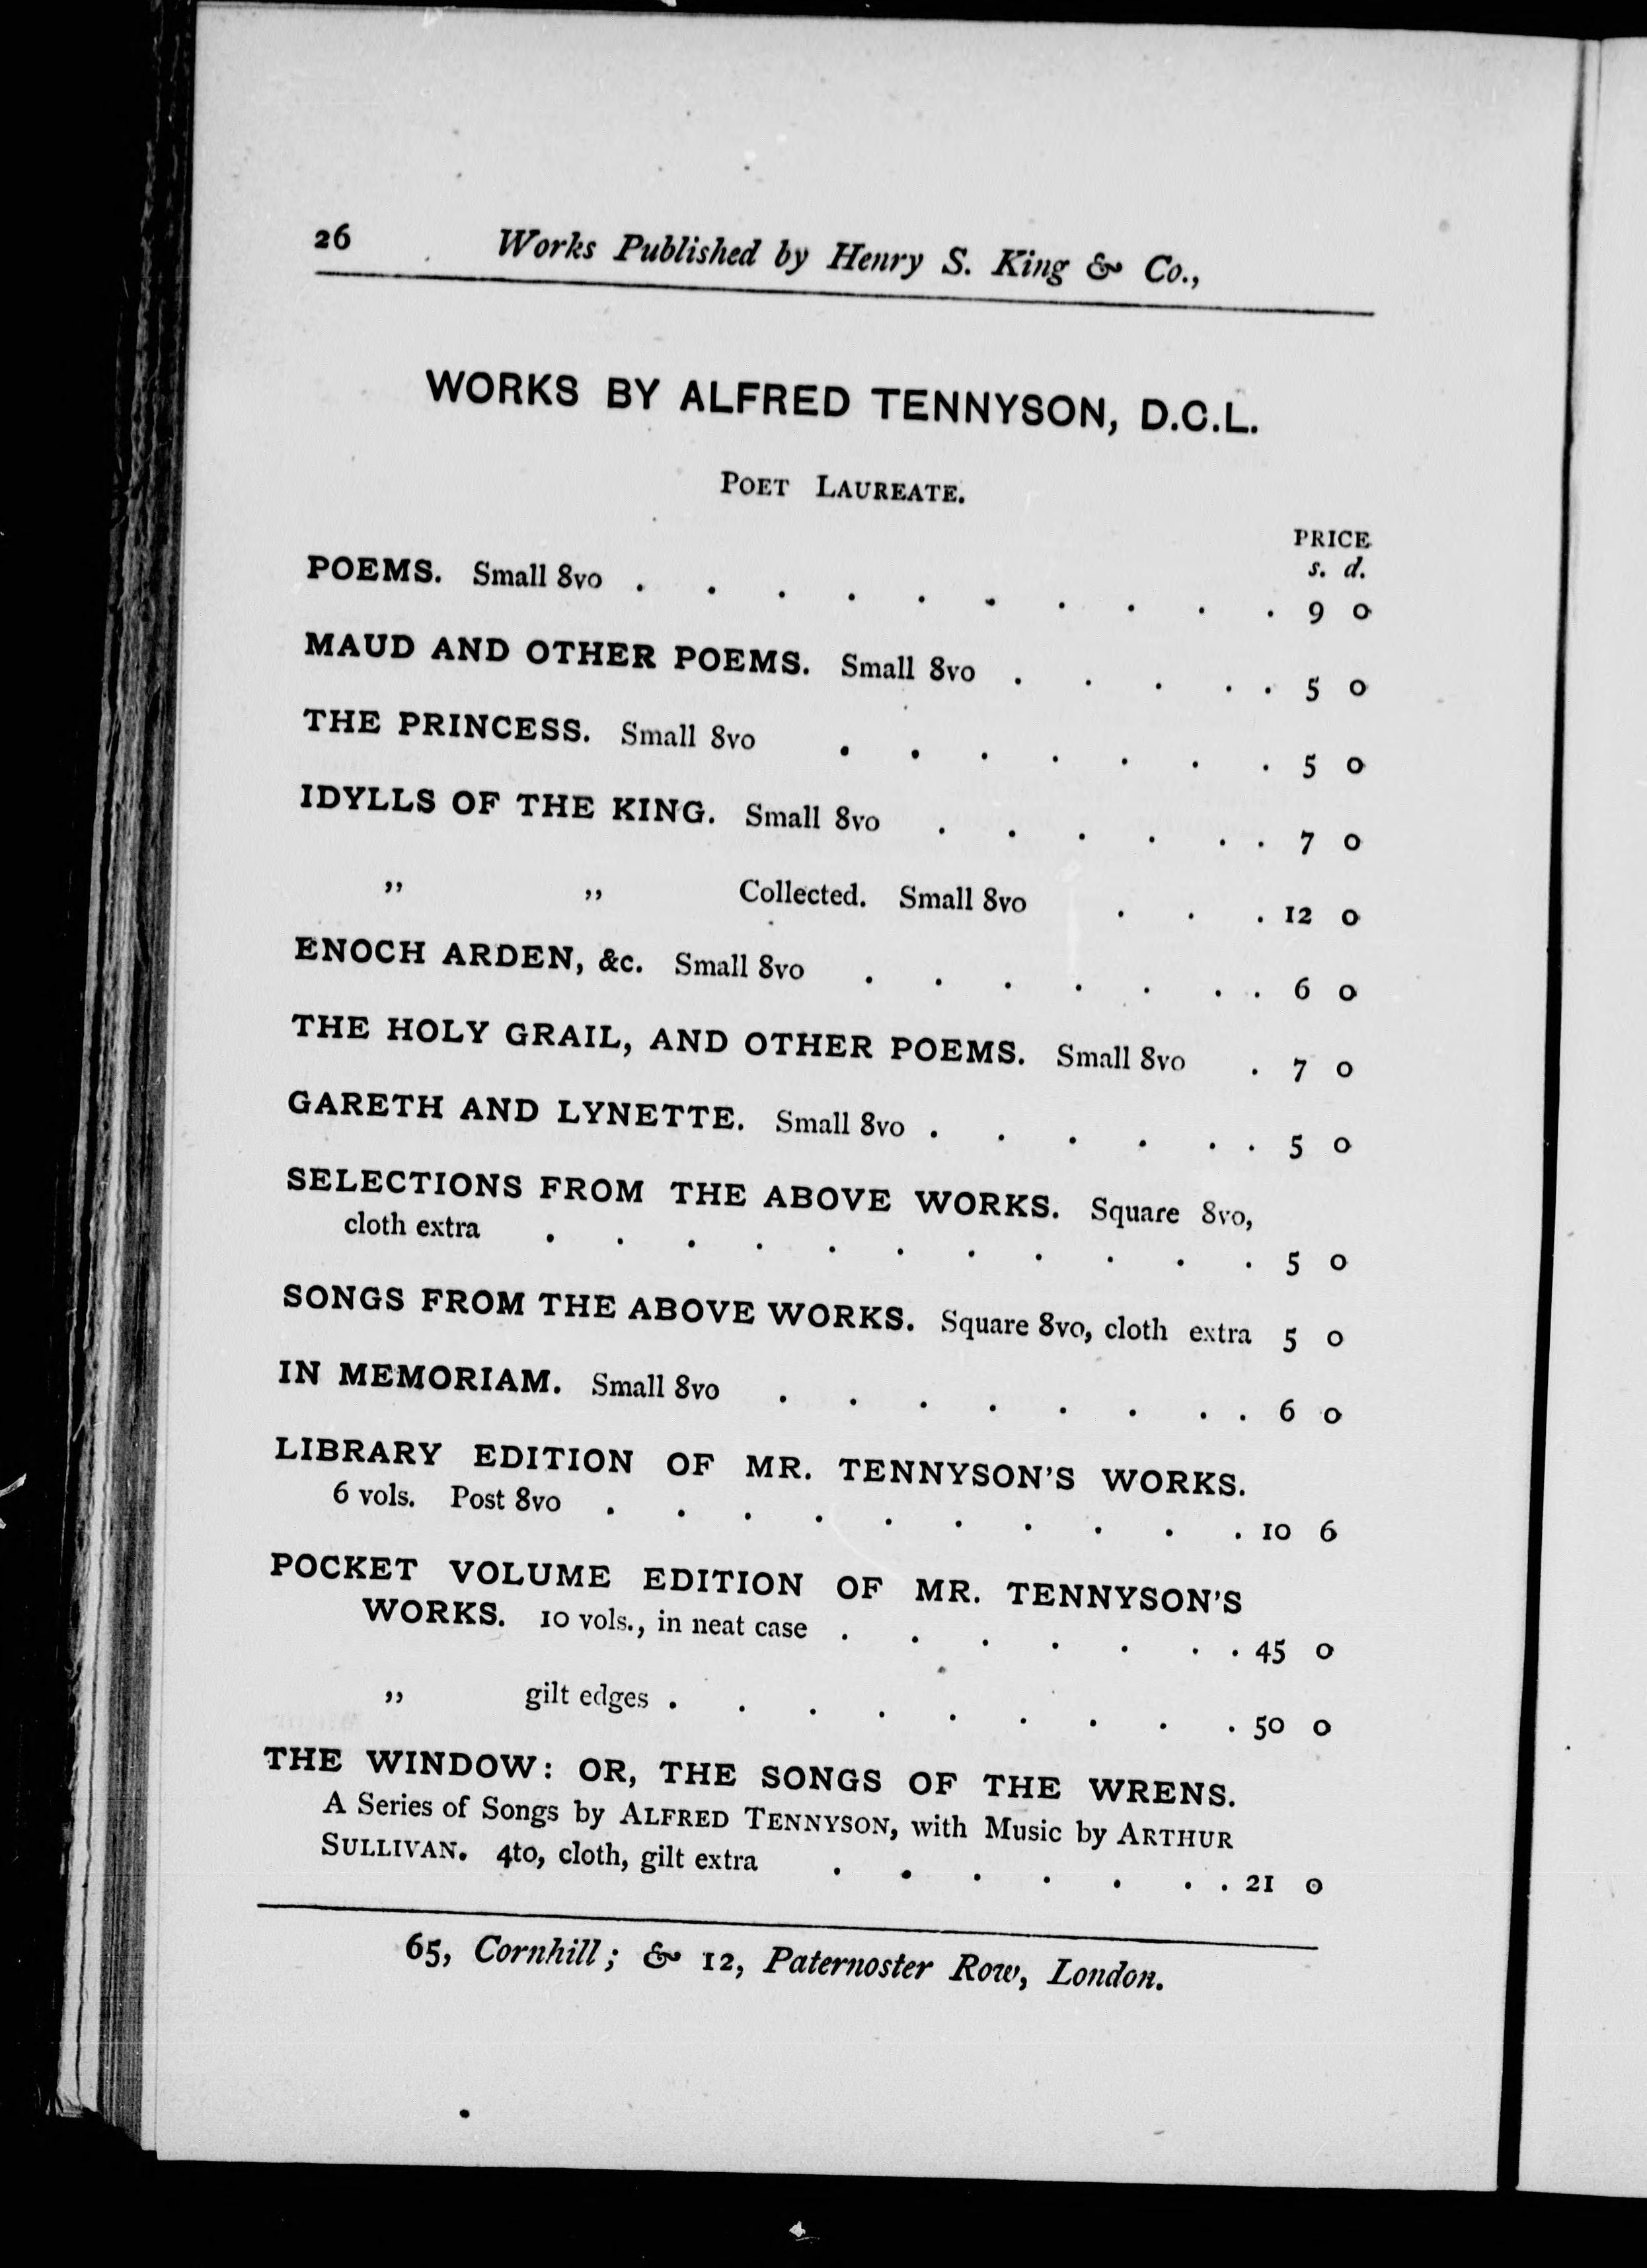 26 Works Published by Henry S. King & Co.,
WORKS BY ALFRED TENNYSON, D.C.L.
POET LAUREATE.
PRICE
s. d.
POEMS. Small 8vo . . . . . . . . . . 9 0
MAUD AND OTHER POEMS. Small 8vo . . . . . 5 0
THE PRINCESS. Small 8vo . . . . . . . 5 0
IDYLLS OF THE KING. Small 8vo . . . . . . 7 0
„ „ Collected. Small 8vo . . . 12 0
ENOCH ARDEN, &c. Small 8vo . . . . . . . 6 0
THE HOLY GRAIL, AND OTHER POEMS. Small 8vo . 7 0
GARETH AND LYNETTE. Small 8vo . . . . . . 5 0
SELECTIONS FROM THE ABOVE WORKS. Square 8vo,
cloth extra . . . . . . . . . . . 5 0
SONGS FROM THE ABOVE WORKS. Square 8vo, cloth extra 5 0
IN MEMORIAM. Small 8vo . . . . . . . . 6 0
LIBRARY EDITION OF MR. TENNYSON'S WORKS.
6 vols. Post 8vo . . . . . . . . . . 10 6
POCKET VOLUME EDITION OF MR. TENNYSON'S
WORKS. 10 vols., in neat case . . . . . . . 45 0
„ gilt edges . . . . . . . . . 50 0
THE WINDOW: OR, THE SONGS OF THE WRENS.
A Series of Songs by ALFRED TENNYSON, with Music by ARTHUR
SULLIVAN. 4to, cloth, gilt extra . . . . . . . 21 0
65, Cornhill; & 12, Paternoster Row, London.